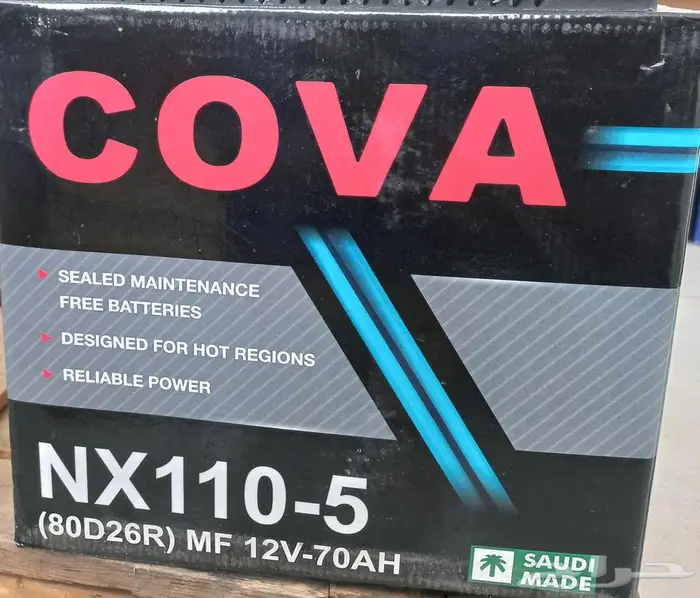 COVA
SEALED MAINTENANCE
FREE BATTERIES
DESIGNED FOR HOT REGIONS
RELIABLE POWER
NX110-5
(80D26R) MF 12V-70AH
SAUDI
MADE
حراج